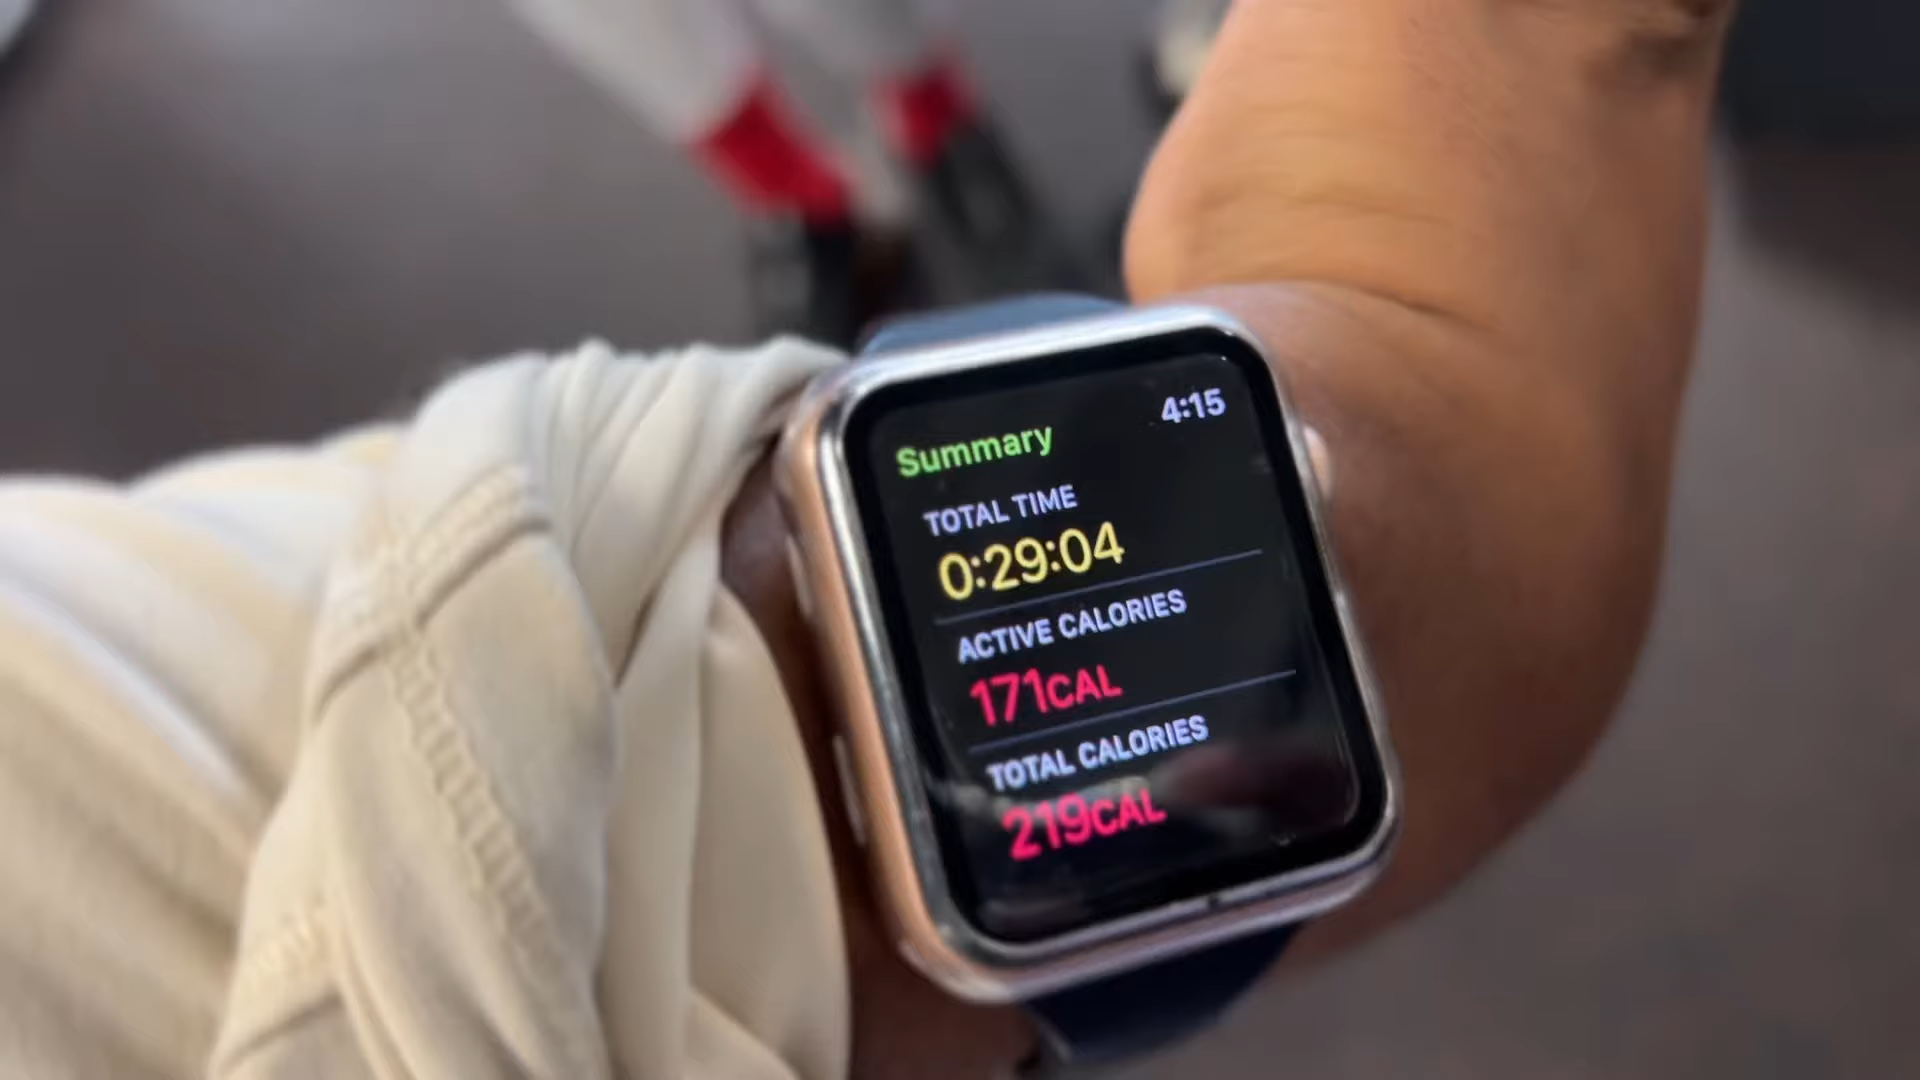 4:15
Summary
TOTAL TIME
0:29:04
ACTIVE CALORIES
171CAL
TOTAL CALORIES
219CAL